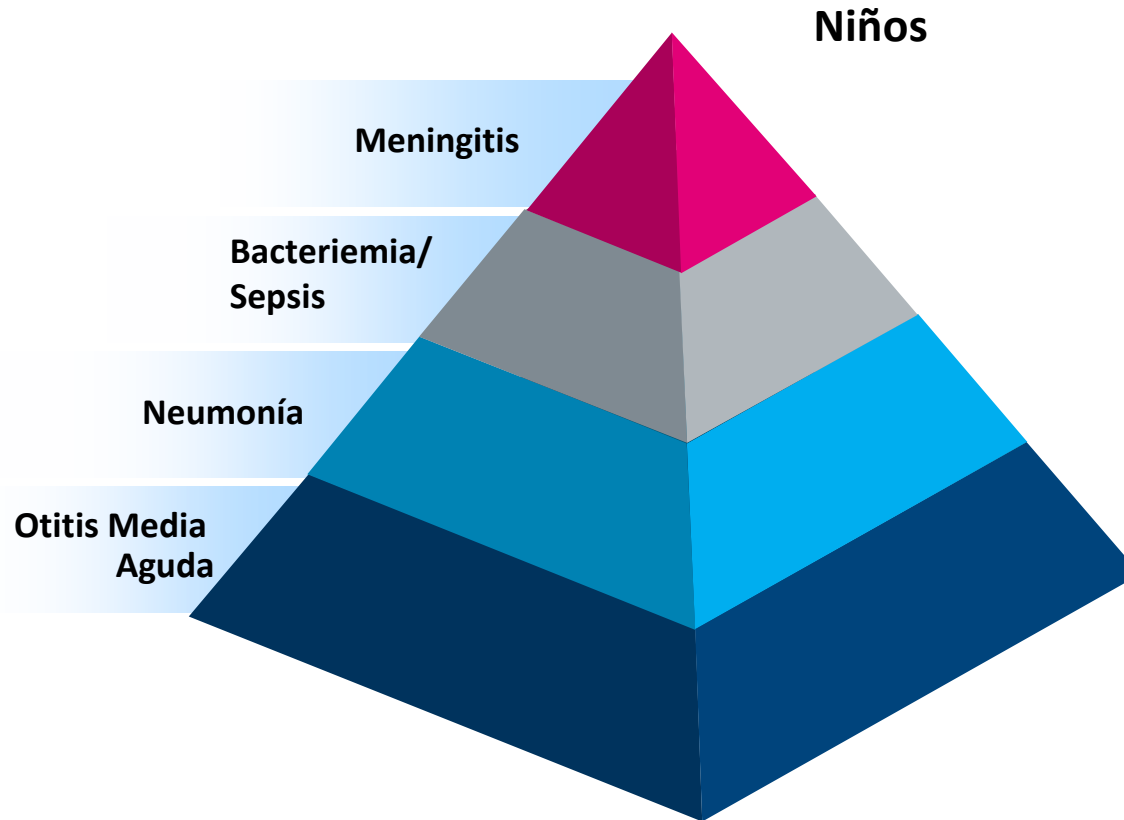 Niños
Meningitis
Bacteriemia/
Sepsis
Neumonía
Otitis Media
Aguda